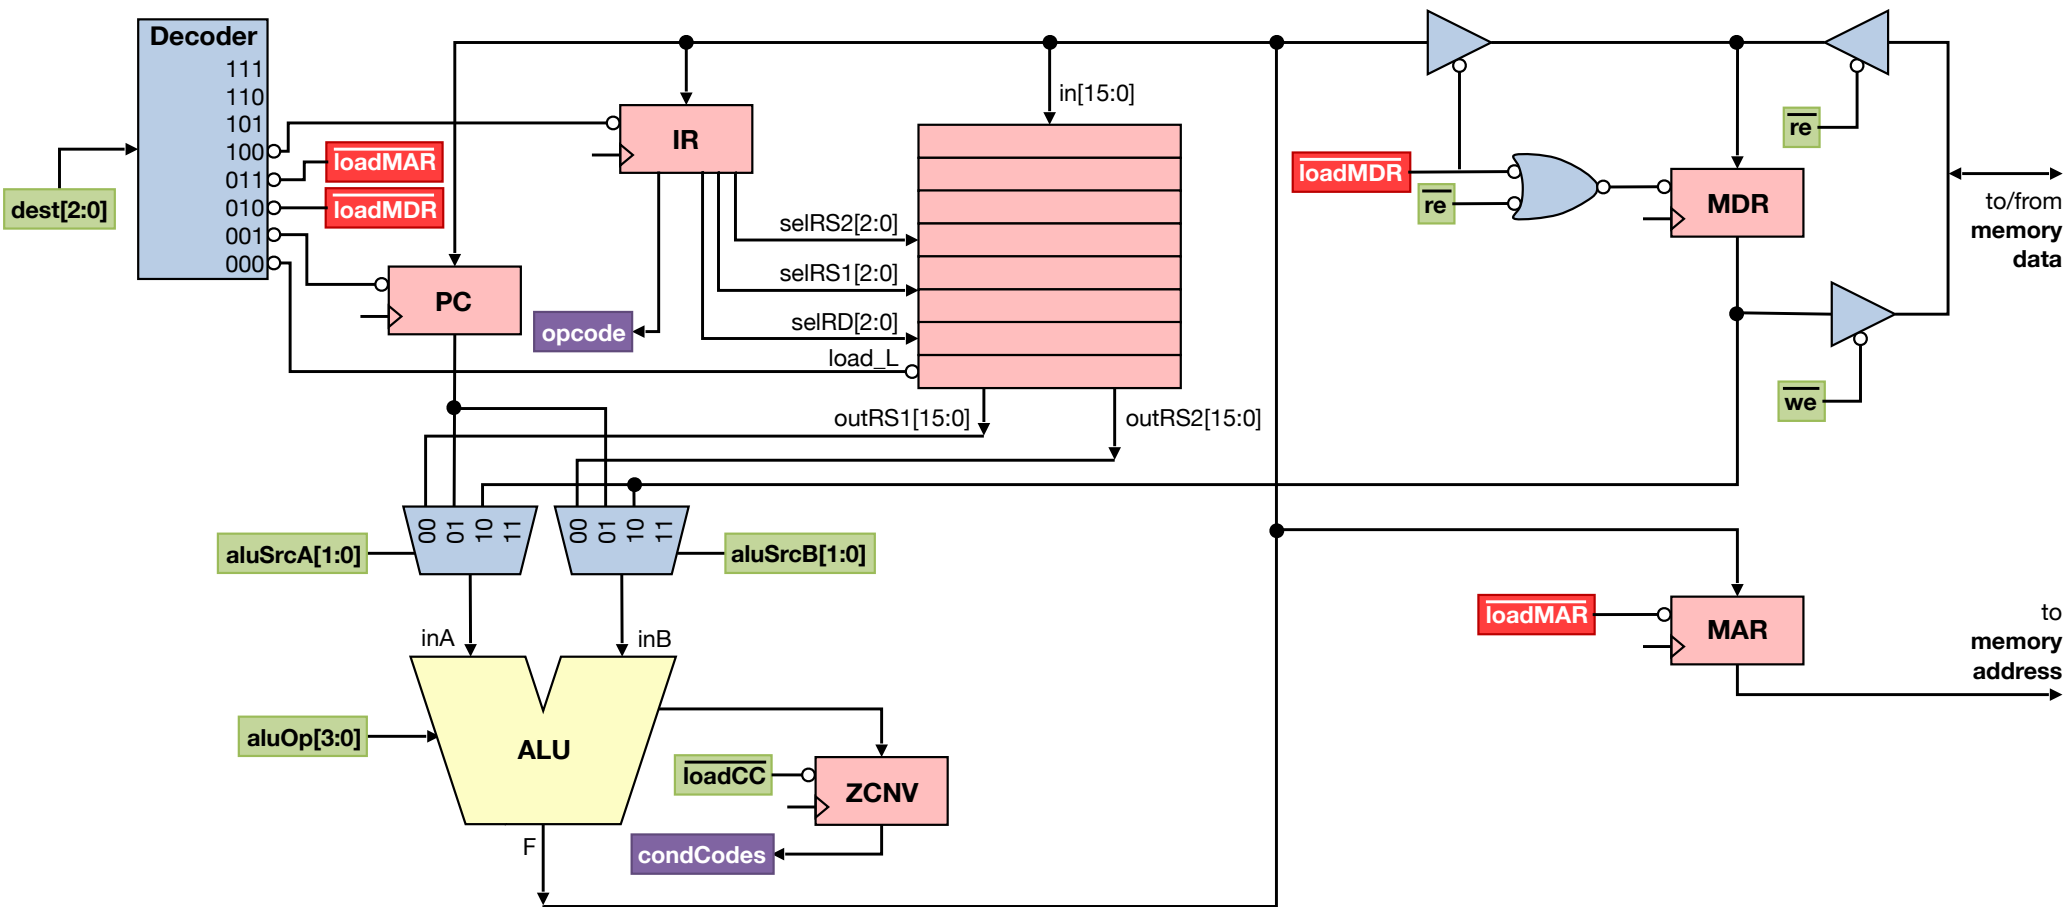 Decoder
111
110
101
100
011
010
001
000
dest[2:0]
loadMAR
loadMDR
IR
PC
opcode
in[15:0]
selRS2[2:0]
selRS1[2:0]
selRD[2:0]
load_L
outRS1[15:0]
outRS2[15:0]
loadMDR
re
re
MDR
we
to/from
memory
data
00
01
10
11
00
01
10
11
aluSrcA[1:0]
aluSrcB[1:0]
inA
inB
aluOp[3:0]
ALU
F
loadCC
ZCNV
condCodes
loadMAR
MAR
to
memory
address